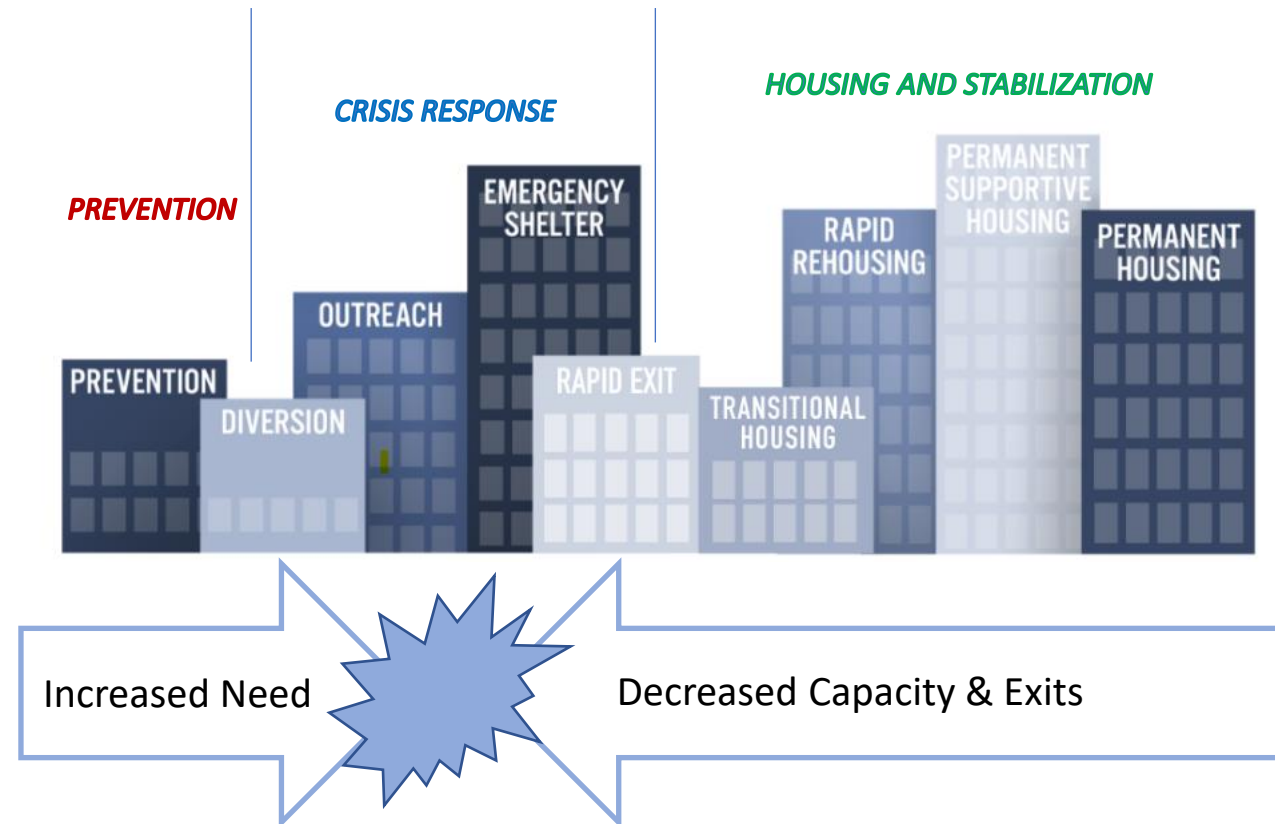 PREVENTION
CRISIS RESPONSE
HOUSING AND STABILIZATION
PREVENTION
DIVERSION
OUTREACH
EMERGENCY
SHELTER
RAPID EXIT
TRANSITIONAL
HOUSING
RAPID
REHOUSING
PERMANENT
SUPPORTIVE
HOUSING
PERMANENT
HOUSING
Increased Need
Decreased Capacity & Exits